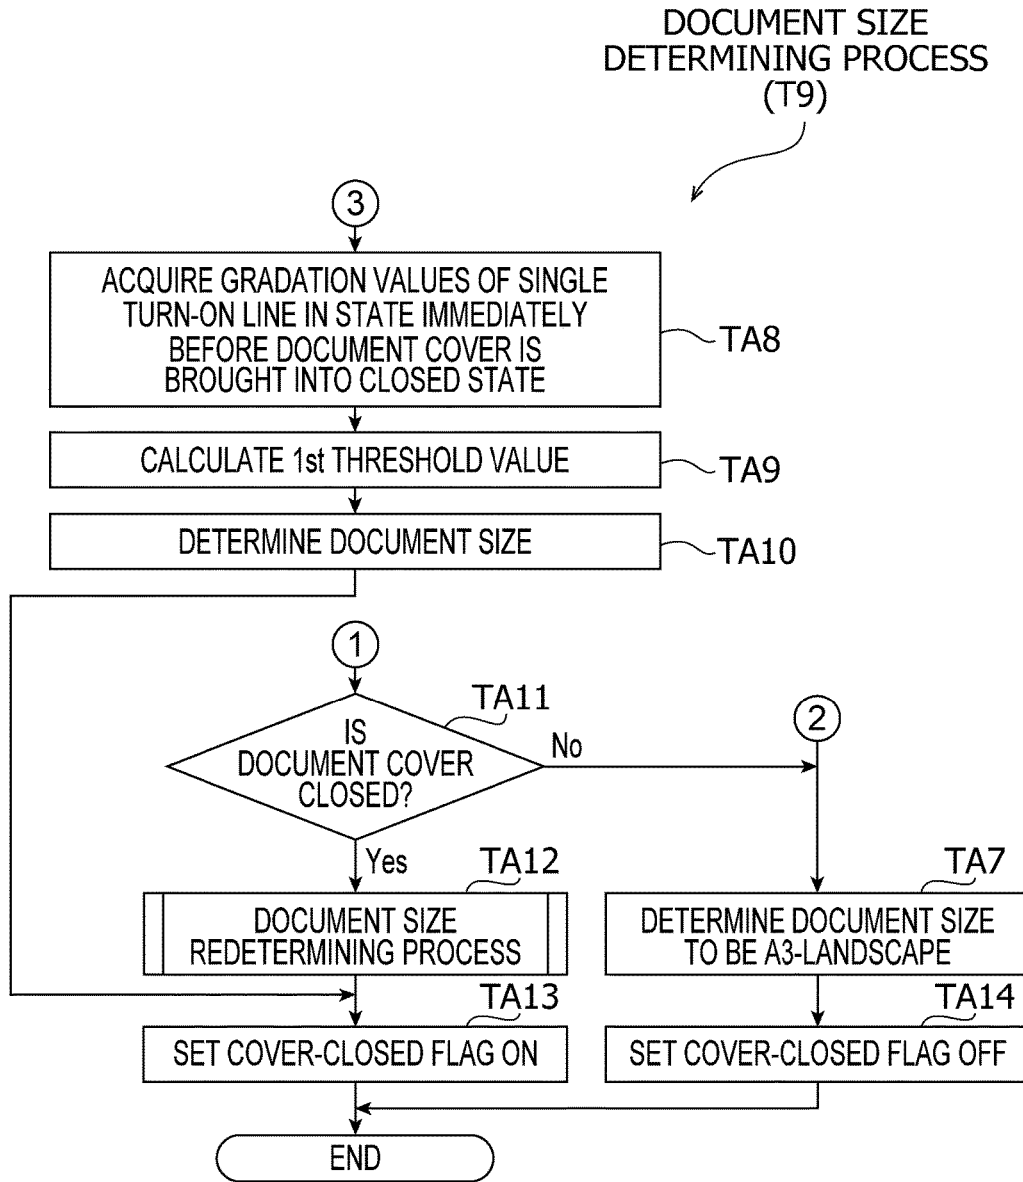 DOCUMENT SIZE
DETERMINING PROCESS
(T9)
3
ACQUIRE GRADATION VALUES OF SINGLE
TURN-ON LINE IN STATE IMMEDIATELY
BEFORE DOCUMENT COVER IS
BROUGHT INTO CLOSED STATE
TA8
CALCULATE 1st THRESHOLD VALUE
TA9
DETERMINE DOCUMENT SIZE
TA10
1
TA11
IS
DOCUMENT COVER
CLOSED?
No
2
Yes
TA12
DOCUMENT SIZE
REDETERMINING PROCESS
TA7
DETERMINE DOCUMENT SIZE
TO BE A3-LANDSCAPE
TA13
SET COVER-CLOSED FLAG ON
TA14
SET COVER-CLOSED FLAG OFF
END